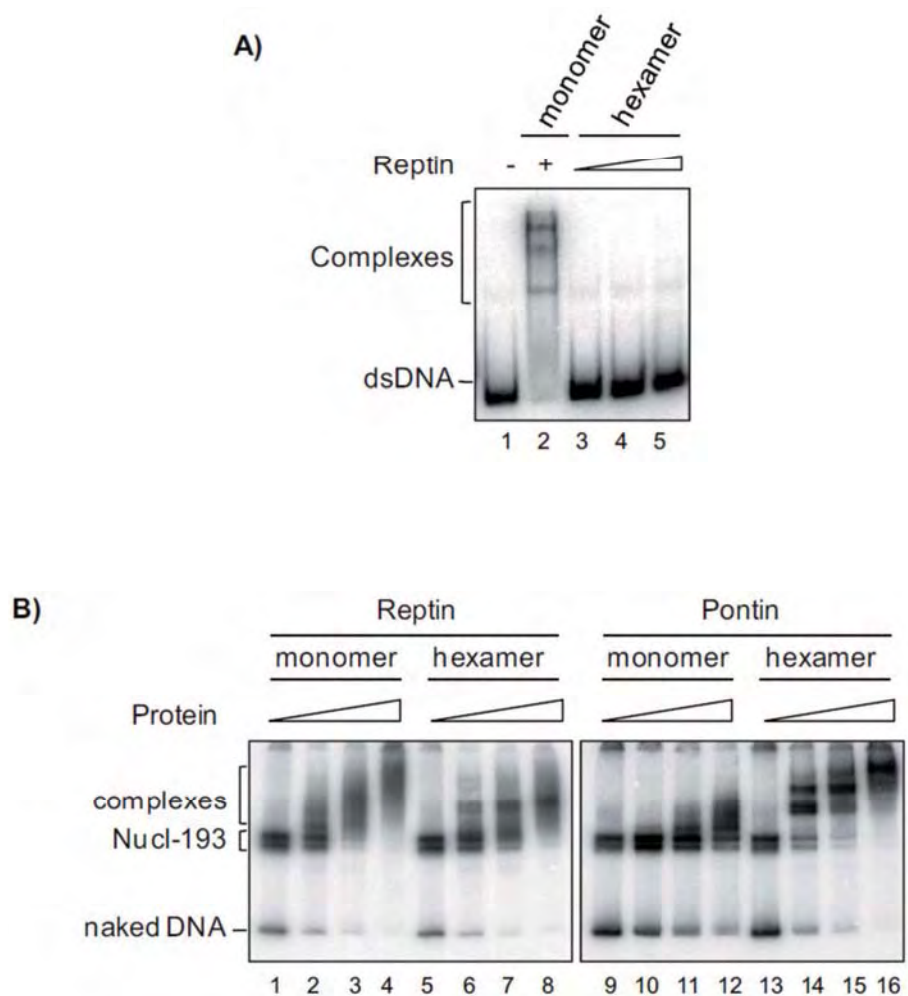 A)
monomer hexamer
Reptin - +
Complexes
dsDNA
1 2 3 4 5
B)
Reptin Pontin
monomer hexamer monomer hexamer
Protein
complexes
Nucl-193
naked DNA
1 2 3 4 5 6 7 8 9 10 11 12 13 14 15 16